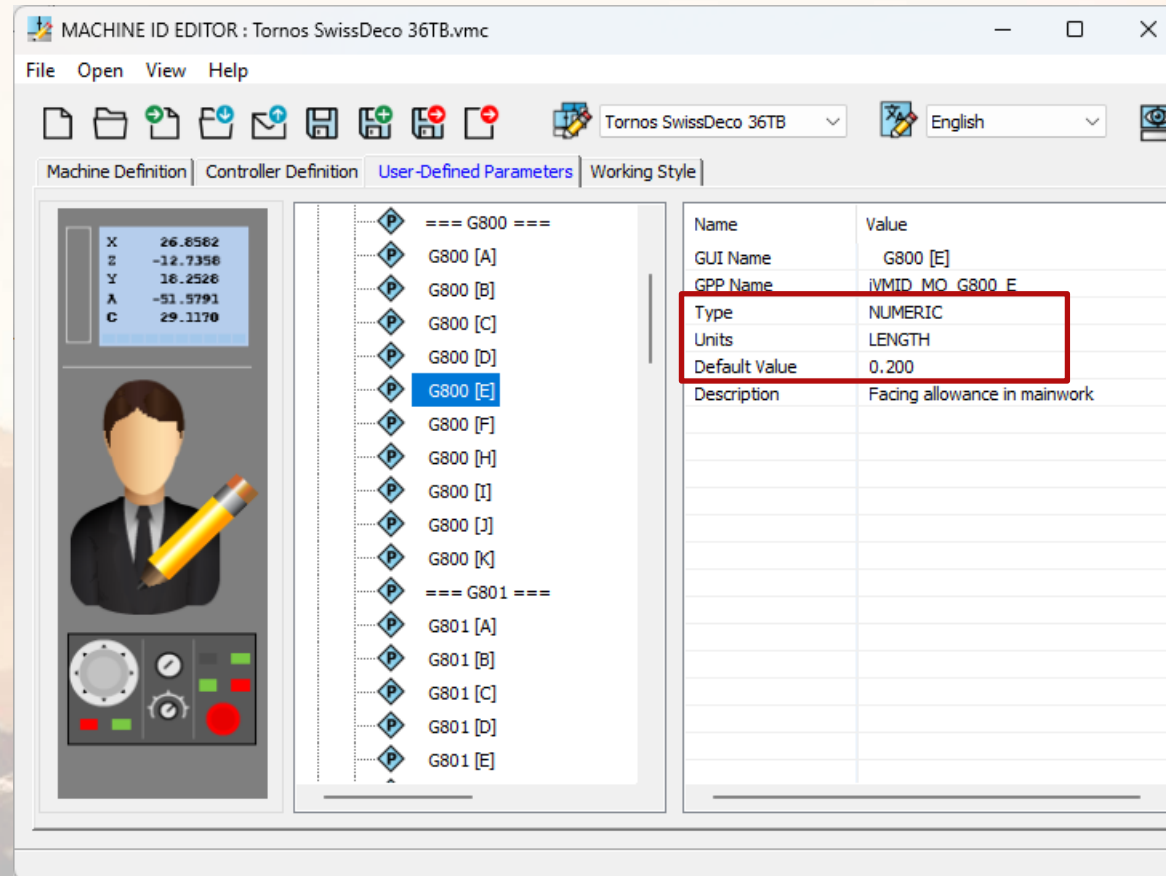 MACHINE ID EDITOR : Tornos SwissDeco 36TB.vmc
File Open View Help
Tornos SwissDeco 36TB English
Machine Definition Controller Definition User-Defined Parameters Working Style
X 26.8582
Z -12.7358
Y 18.2528
A -51.5791
C 29.1170
=== G800 ===
G800 [A]
G800 [B]
G800 [C]
G800 [D]
G800 [E]
G800 [F]
G800 [H]
G800 [I]
G800 [J]
G800 [K]
=== G801 ===
G801 [A]
G801 [B]
G801 [C]
G801 [D]
G801 [E]
Name Value
GUI Name G800 [E]
GPP Name iVMID_MO_G800_E
Type NUMERIC
Units LENGTH
Default Value 0.200
Description Facing allowance in mainwork